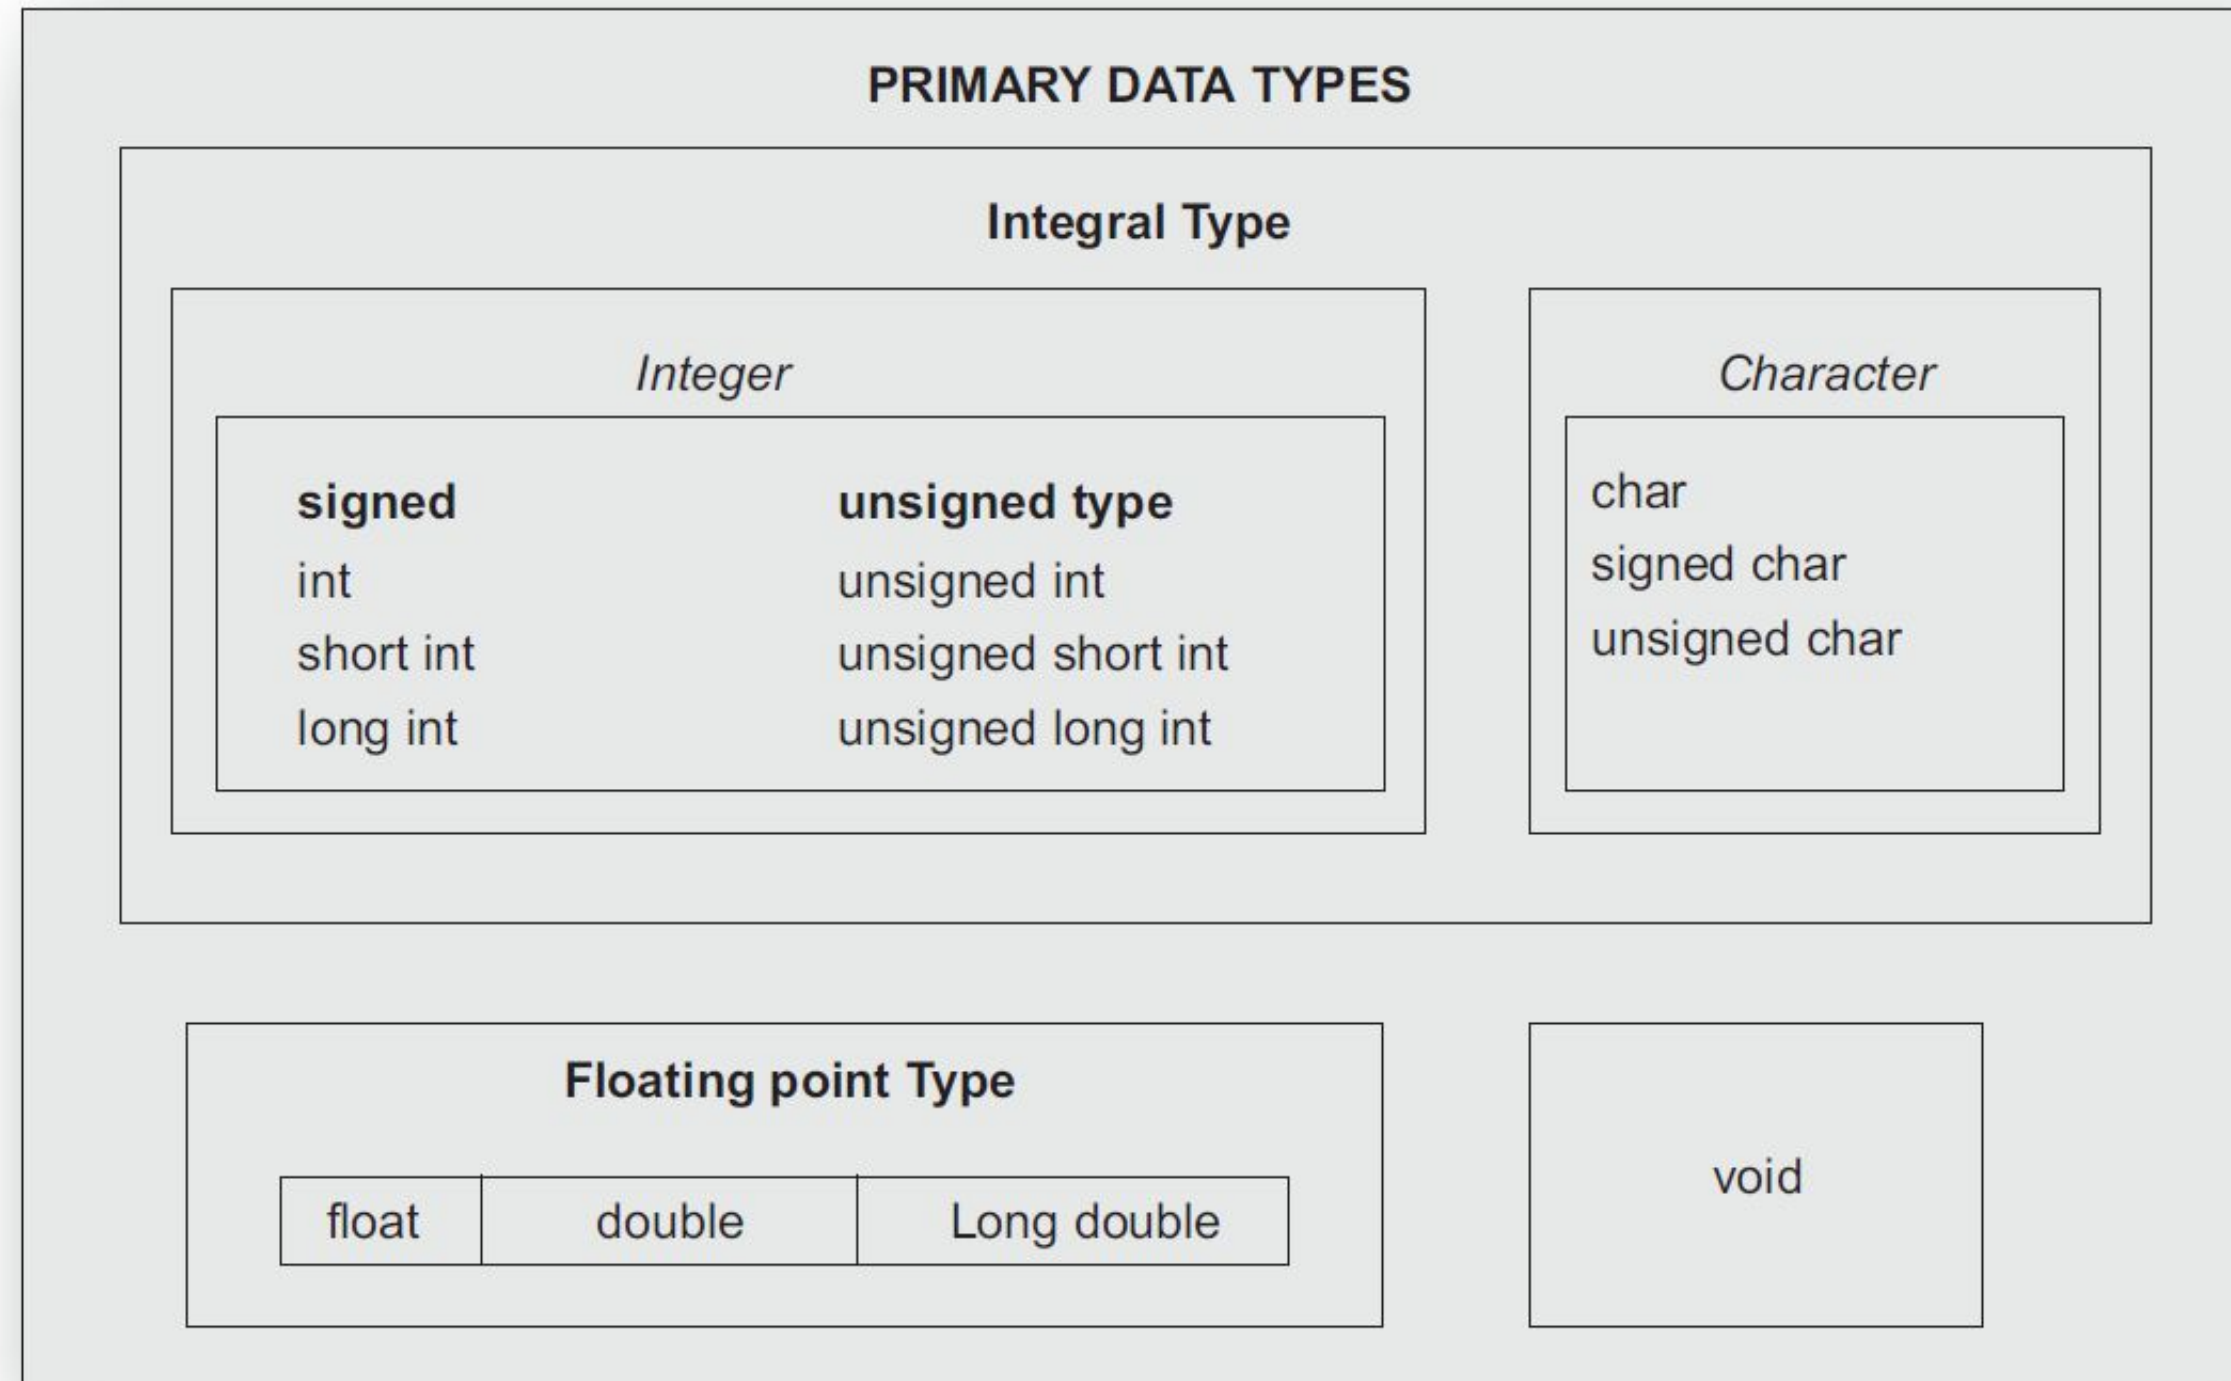 PRIMARY DATA TYPES
Integral Type
Integer
signed unsigned type
int unsigned int
short int unsigned short int
long int unsigned long int
Character
char
signed char
unsigned char
Floating point Type
float double Long double
void